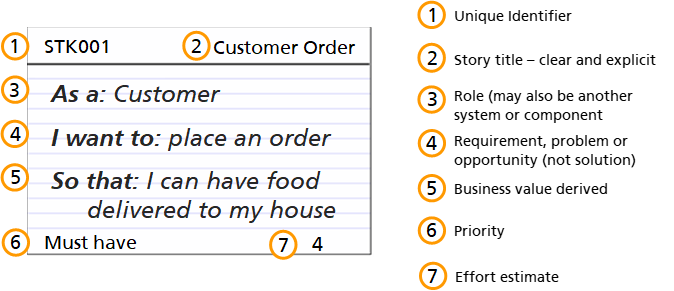 1 STK001 2 Customer Order
3 As a: Customer
4 I want to: place an order
5 So that: I can have food
delivered to my house
6 Must have 7 4
1 Unique Identifier
2 Story title – clear and explicit
3 Role (may also be another
system or component
4 Requirement, problem or
opportunity (not solution)
5 Business value derived
6 Priority
7 Effort estimate